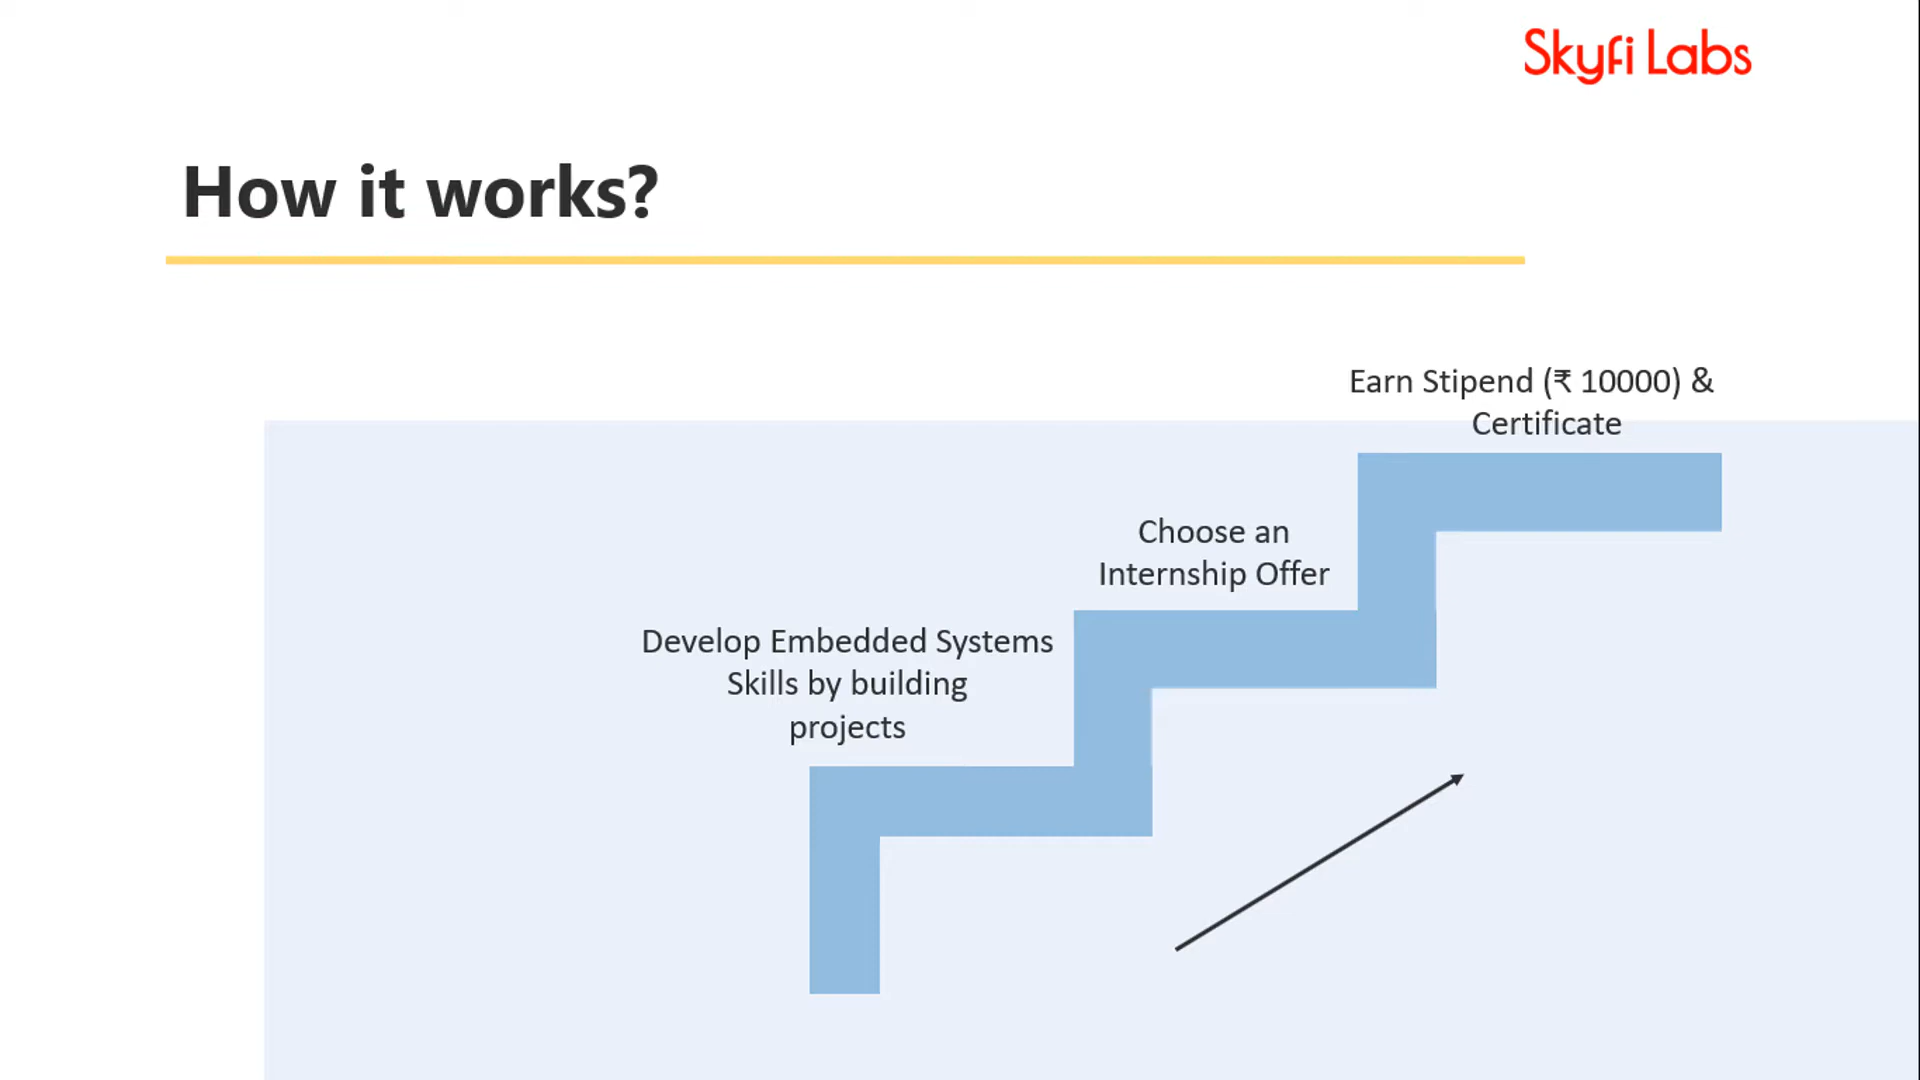 Skyfi Labs
How it works?
Earn Stipend (₹ 10000) &
Certificate
Choose an
Internship Offer
Develop Embedded Systems
Skills by building
projects